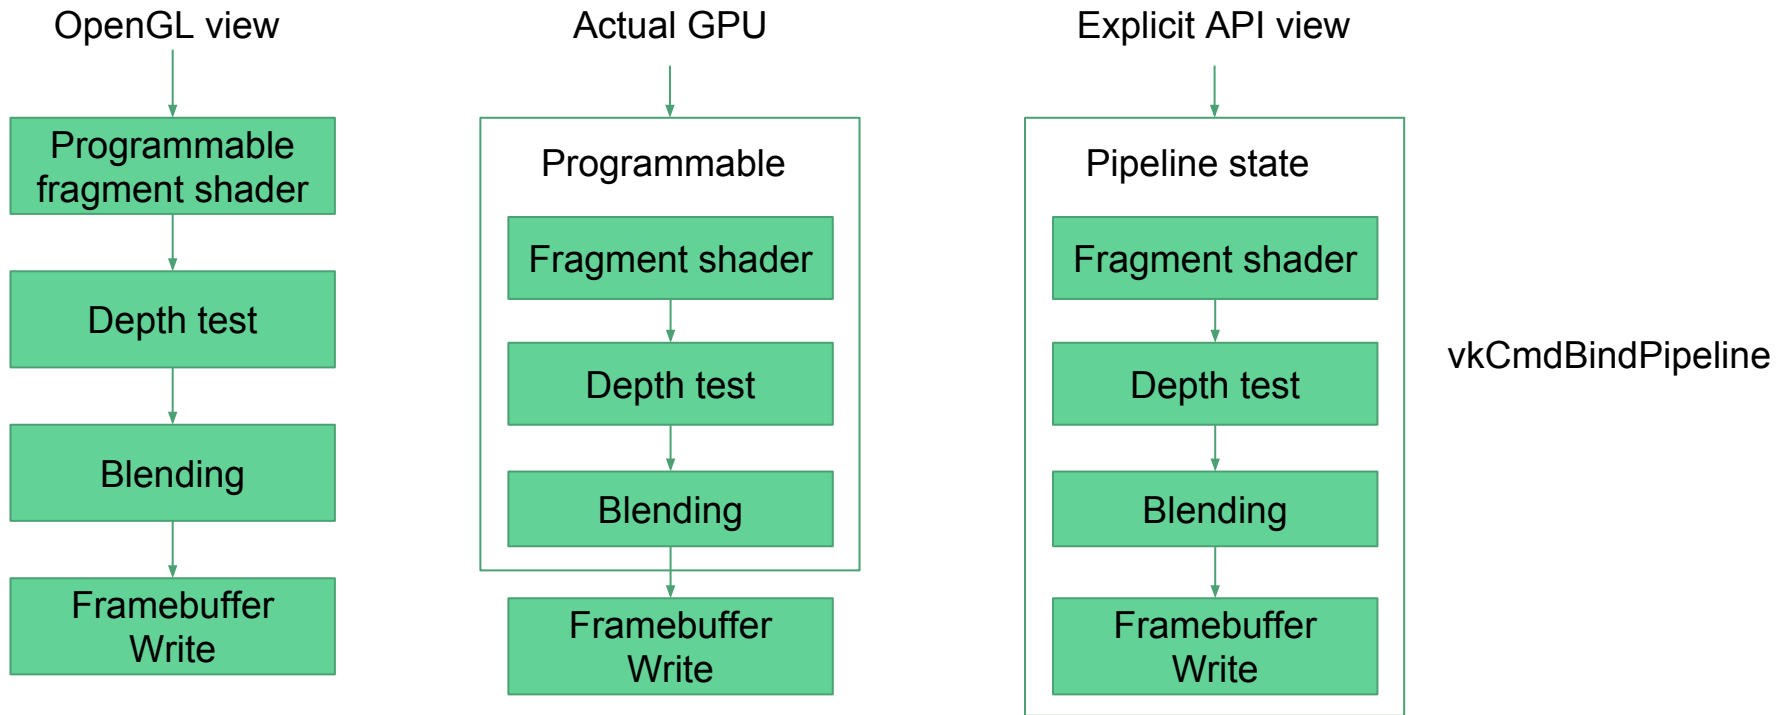 OpenGL view
Programmable
fragment shader
Depth test
Blending
Framebuffer
Write
Actual GPU
Programmable
Fragment shader
Depth test
Blending
Framebuffer
Write
Explicit API view
Pipeline state
Fragment shader
Depth test
Blending
Framebuffer
Write
vkCmdBindPipeline